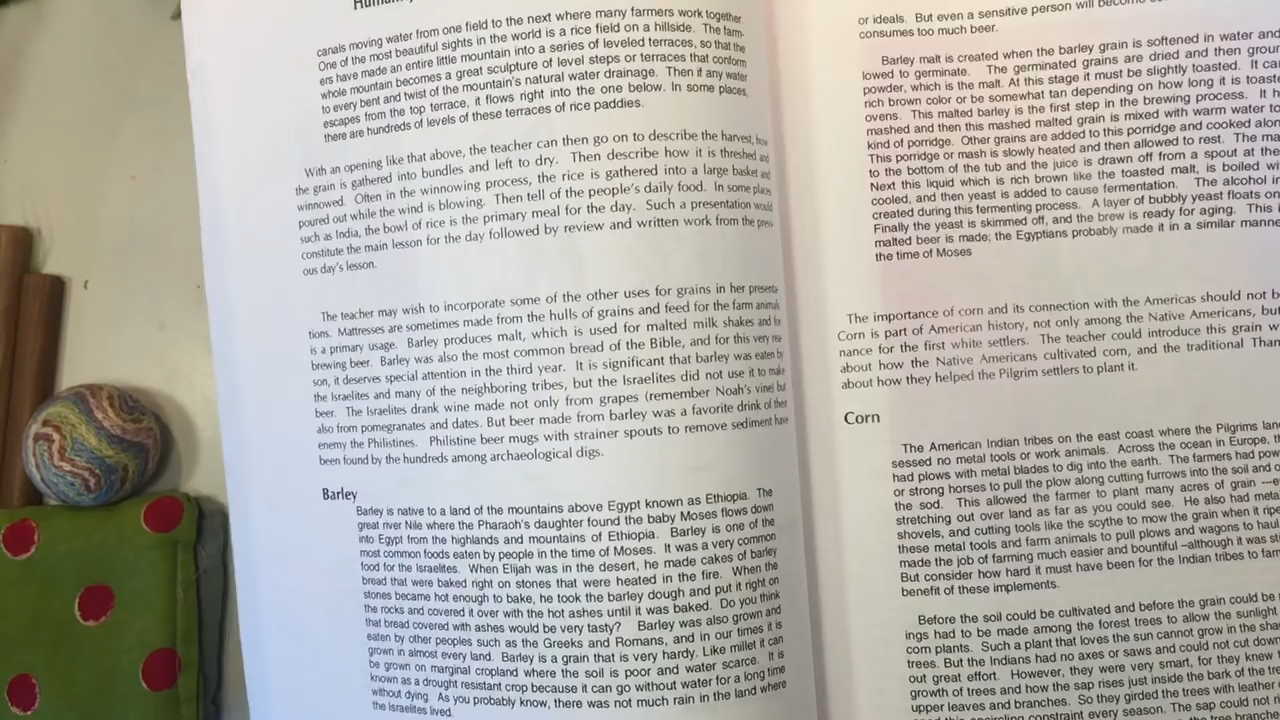 canals moving water from one field to the next where many farmers work together.
One of the most beautiful sights in the world is a rice field on a hillside. The farm-
ers have made an entire little mountain into a series of leveled terraces, so that the
whole mountain becomes a great sculpture of level steps or terraces that conform
to every bent and twist of the mountain's natural water drainage. Then if any water
escapes from the top terrace, it flows right into the one below. In some places,
there are hundreds of levels of these terraces of rice paddies.
With an opening like that above, the teacher can then go on to describe the harvest, how
the grain is gathered into bundles and left to dry. Then describe how it is threshed and
winnowed. Often in the winnowing process, the rice is gathered into a large basket and
poured out while the wind is blowing. Then tell of the people's daily food. In some places
such as India, the bowl of rice is the primary meal for the day. Such a presentation would
constitute the main lesson for the day followed by review and written work from the
ous day's lesson.
The teacher may wish to incorporate some of the other uses for grains in her
tions. Mattresses are sometimes made from the hulls of grains and feed for the farm animals
is a primary usage. Barley produces malt, which is used for malted milk shakes and for
brewing beer. Barley was also the most common bread of the Bible, and for this very rea-
son, it deserves special attention in the third year. It is significant that barley was eaten by
the Israelites and many of the neighboring tribes, but the Israelites did not use it to make
beer. The Israelites drank wine made not only from grapes (remember Noah's vine) but
also from pomegranates and dates. But beer made from barley was a favorite drink of their
enemy the Philistines. Philistine beer mugs with strainer spouts to remove sediment have
been found by the hundreds among archaeological digs.
Barley
Barley is native to a land of the mountains above Egypt known as Ethiopia. The
great river Nile where the Pharaoh's daughter found the baby Moses flows down
into Egypt from the highlands and mountains of Ethiopia. Barley is one of the
most common foods eaten by people in the time of Moses. It was a very common
food for the Israelites. When Elijah was in the desert, he made cakes of barley
bread that were baked right on stones that were heated in the fire. When the
stones became hot enough to bake, he took the barley dough and put it right on
the rocks and covered it over with the hot ashes until it was baked. Do you think
that bread covered with ashes would be very tasty? Barley was also grown and
eaten by other peoples such as the Greeks and Romans, and in our times it is
grown in almost every land. Barley is a grain that is very hardy. Like millet it can
be grown on marginal cropland where the soil is poor and water scarce. It is
known as a drought resistant crop because it can go without water for a long time
without dying. As you probably know, there was not much rain in the land where
the Israelites lived.
or ideals. But even a sensitive person will
consumes too much beer.
Barley malt is created when the barley grain is softened in water and
lowed to germinate. The germinated grains are dried and then
powder, which is the malt. At this stage it must be slightly toasted. It
rich brown color or be somewhat tan depending on how long it is
ovens. This malted barley is the first step in the brewing process. It
mashed and then this mashed malted grain is mixed with warm water to
kind of porridge. Other grains are added to this porridge and cooked
This porridge or mash is slowly heated and then allowed to rest. The
to the bottom of the tub and the juice is drawn off from a spout at the
Next this liquid which is rich brown like the toasted malt, is boiled
cooled, and then yeast is added to cause fermentation. The alcohol
created during this fermenting process. A layer of bubbly yeast floats on
Finally the yeast is skimmed off, and the brew is ready for aging. This
malted beer is made; the Egyptians probably made it in a similar
the time of Moses
The importance of corn and its connection with the Americas should not
Corn is part of American history, not only among the Native Americans, but
nance for the first white settlers. The teacher could introduce this grain
about how the Native Americans cultivated corn, and the traditional
about how they helped the Pilgrim settlers to plant it.
Corn
The American Indian tribes on the east coast where the Pilgrims
sessed no metal tools or work animals. Across the ocean in Europe,
had plows with metal blades to dig into the earth. The farmers had
or strong horses to pull the plow along cutting furrows into the soil and
the sod. This allowed the farmer to plant many acres of grain
stretching out over land as far as you could see. He also had
shovels, and cutting tools like the scythe to mow the grain when it
these metal tools and farm animals to pull plows and wagons to haul
made the job of farming much easier and bountiful –although it was
But consider how hard it must have been for the Indian tribes to
benefit of these implements.
Before the soil could be cultivated and before the grain could be
ings had to be made among the forest trees to allow the sunlight
corn plants. Such a plant that loves the sun cannot grow in the
trees. But the Indians had no axes or saws and could not cut down
out great effort. However, they were very smart, for they knew
growth of trees and how the sap rises just inside the bark of the
upper leaves and branches. So they girded the trees with leather
constraint every season. The sap could not